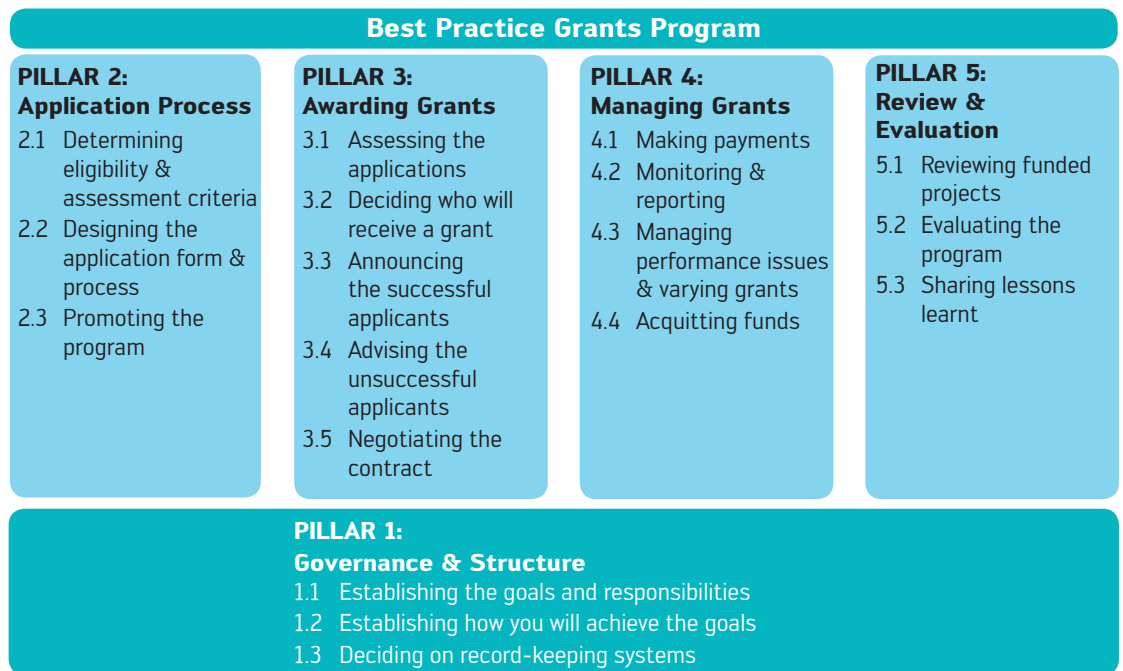 Best Practice Grants Program
PILLAR 2:
Application Process
2.1 Determining
eligibility &
assessment criteria
2.2 Designing the
application form &
process
2.3 Promoting the
program
PILLAR 3:
Awarding Grants
3.1 Assessing the
applications
3.2 Deciding who will
receive a grant
3.3 Announcing
the successful
applicants
3.4 Advising the
unsuccessful
applicants
3.5 Negotiating the
contract
PILLAR 4:
Managing Grants
4.1 Making payments
4.2 Monitoring &
reporting
4.3 Managing
performance issues
& varying grants
4.4 Acquitting funds
PILLAR 5:
Review &
Evaluation
5.1 Reviewing funded
projects
5.2 Evaluating the
program
5.3 Sharing lessons
learnt
PILLAR 1:
Governance & Structure
1.1 Establishing the goals and responsibilities
1.2 Establishing how you will achieve the goals
1.3 Deciding on record-keeping systems